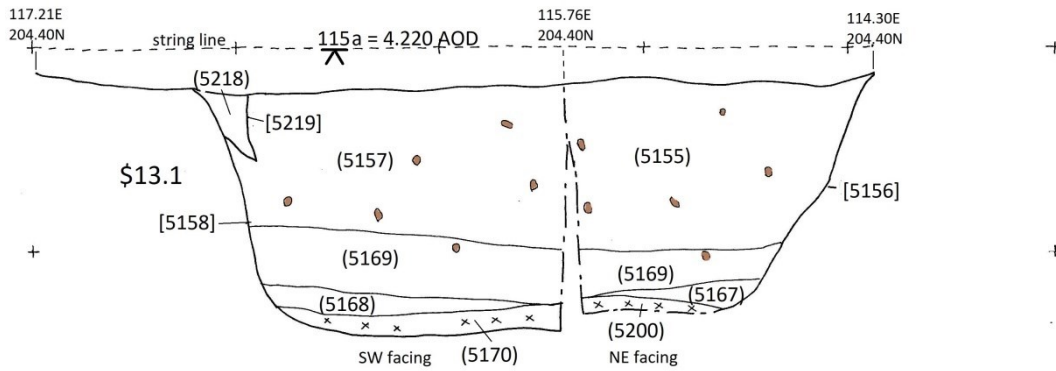 117.21E
204.40N
string line
115a = 4.220 AOD
115.76E
204.40N
114.30E
204.40N
(5218)
[5219]
(5157)
(5155)
$13.1
[5156]
[5158]
(5169)
(5169)
(5168)
(5167)
(5170)
(5200)
SW facing
NE facing